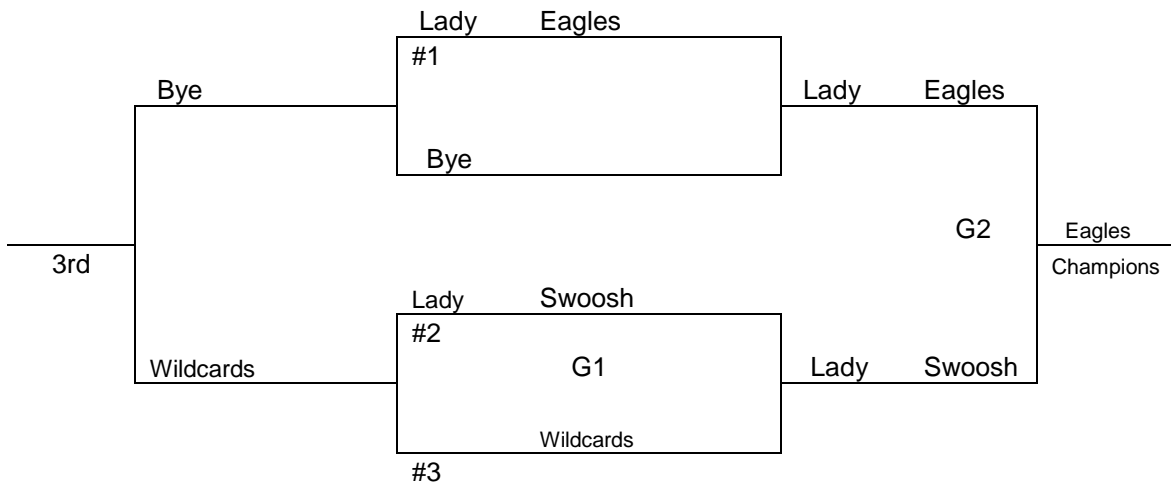 Lady Eagles
#1
Bye
Lady Eagles
Bye
G2
Eagles
3rd
Champions
Lady Swoosh
#2
Wildcards
G1
Lady Swoosh
Wildcards
#3